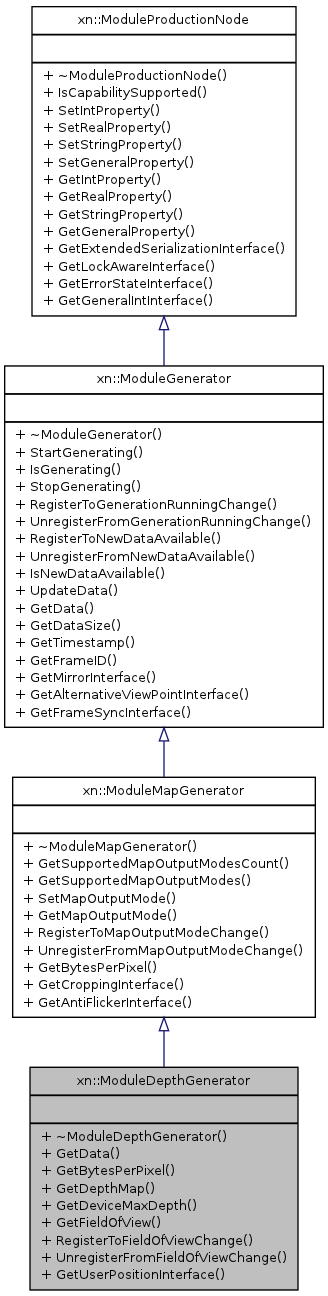 xn::ModuleProductionNode
+ ~ModuleProductionNode()
+ IsCapabilitySupported()
+ SetIntProperty()
+ SetRealProperty()
+ SetStringProperty()
+ SetGeneralProperty()
+ GetIntProperty()
+ GetRealProperty()
+ GetStringProperty()
+ GetGeneralProperty()
+ GetExtendedSerializationInterface()
+ GetLockAwareInterface()
+ GetErrorStateInterface()
+ GetGeneralIntInterface()
xn::ModuleGenerator
+ ~ModuleGenerator()
+ StartGenerating()
+ IsGenerating()
+ StopGenerating()
+ RegisterToGenerationRunningChange()
+ UnregisterFromGenerationRunningChange()
+ RegisterToNewDataAvailable()
+ UnregisterFromNewDataAvailable()
+ IsNewDataAvailable()
+ UpdateData()
+ GetData()
+ GetDataSize()
+ GetTimestamp()
+ GetFrameID()
+ GetMirrorInterface()
+ GetAlternativeViewPointInterface()
+ GetFrameSyncInterface()
xn::ModuleMapGenerator
+ ~ModuleMapGenerator()
+ GetSupportedMapOutputModesCount()
+ GetSupportedMapOutputModes()
+ SetMapOutputMode()
+ GetMapOutputMode()
+ RegisterToMapOutputModeChange()
+ UnregisterFromMapOutputModeChange()
+ GetBytesPerPixel()
+ GetCroppingInterface()
+ GetAntiFlickerInterface()
xn::ModuleDepthGenerator
+ ~ModuleDepthGenerator()
+ GetData()
+ GetBytesPerPixel()
+ GetDepthMap()
+ GetDeviceMaxDepth()
+ GetFieldOfView()
+ RegisterToFieldOfViewChange()
+ UnregisterFromFieldOfViewChange()
+ GetUserPositionInterface()